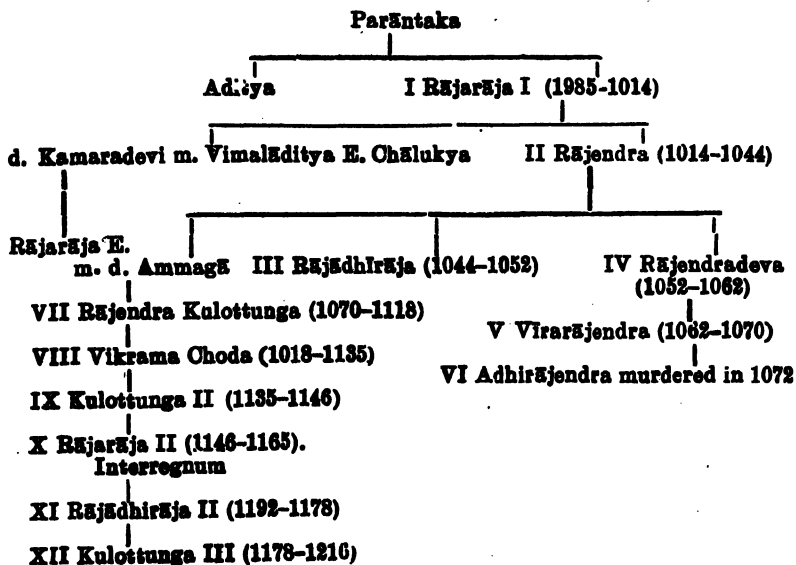 Parāntaka
Aditya I Rājarāja I (1985-1014)
d. Kamaradevi m. Vimalāditya E. Chālukya II Rājendra (1014-1044)
Rājarāja E.
m. d. Ammagā III Rājādhīrāja (1044-1052) IV Rājendradeva
(1052-1062)
VII Rājendra Kulottunga (1070-1118)
V Vīrarājendra (1062-1070)
VIII Vikrama Choda (1018-1135)
VI Adhirājendra murdered in 1072
IX Kulottunga II (1135-1146)
X Rājarāja II (1146-1165).
Interregnum
XI Rājādhirāja II (1192-1178)
XII Kulottunga III (1178-1216)